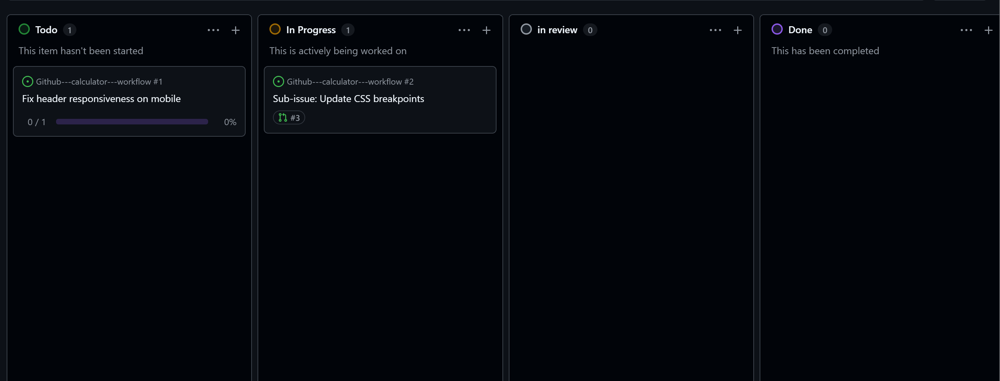 Todo 1
This item hasn't been started
Github---calculator---workflow #1
Fix header responsiveness on mobile
0 / 1 0%
In Progress 1
This is actively being worked on
Github---calculator---workflow #2
Sub-issue: Update CSS breakpoints
#3
in review 0
Done 0
This has been completed